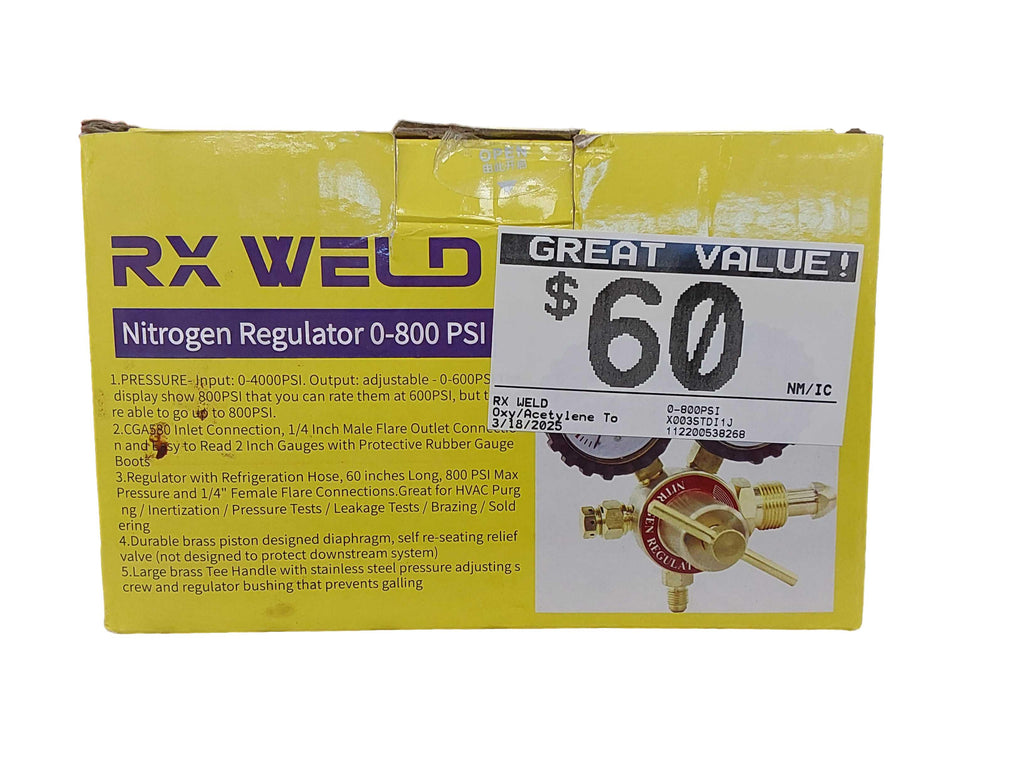 OPEN
RX WELD
Nitrogen Regulator 0-800 PSI
1.PRESSURE- Input: 0-4000PSI. Output: adjustable - 0-600PS
display show 800PSI that you can rate them at 600PSI, but t
re able to go up to 800PSI.
2.CGA580 Inlet Connection, 1/4 Inch Male Flare Outlet Connectio
n and Easy to Read 2 Inch Gauges with Protective Rubber Gauge
Boots
3.Regulator with Refrigeration Hose, 60 inches Long, 800 PSI Max
Pressure and 1/4" Female Flare Connections.Great for HVAC Purg
ng / Inertization / Pressure Tests / Leakage Tests / Brazing / Sold
ering
4.Durable brass piston designed diaphragm, self re-seating relief
valve (not designed to protect downstream system)
5.Large brass Tee Handle with stainless steel pressure adjusting s
crew and regulator bushing that prevents galling
GREAT VALUE!
$60
NM/IC
RX WELD
Oxy/Acetylene To
3/18/2025
0-800PSI
X003STDI1J
112200538268
NITR GEN REGULAT